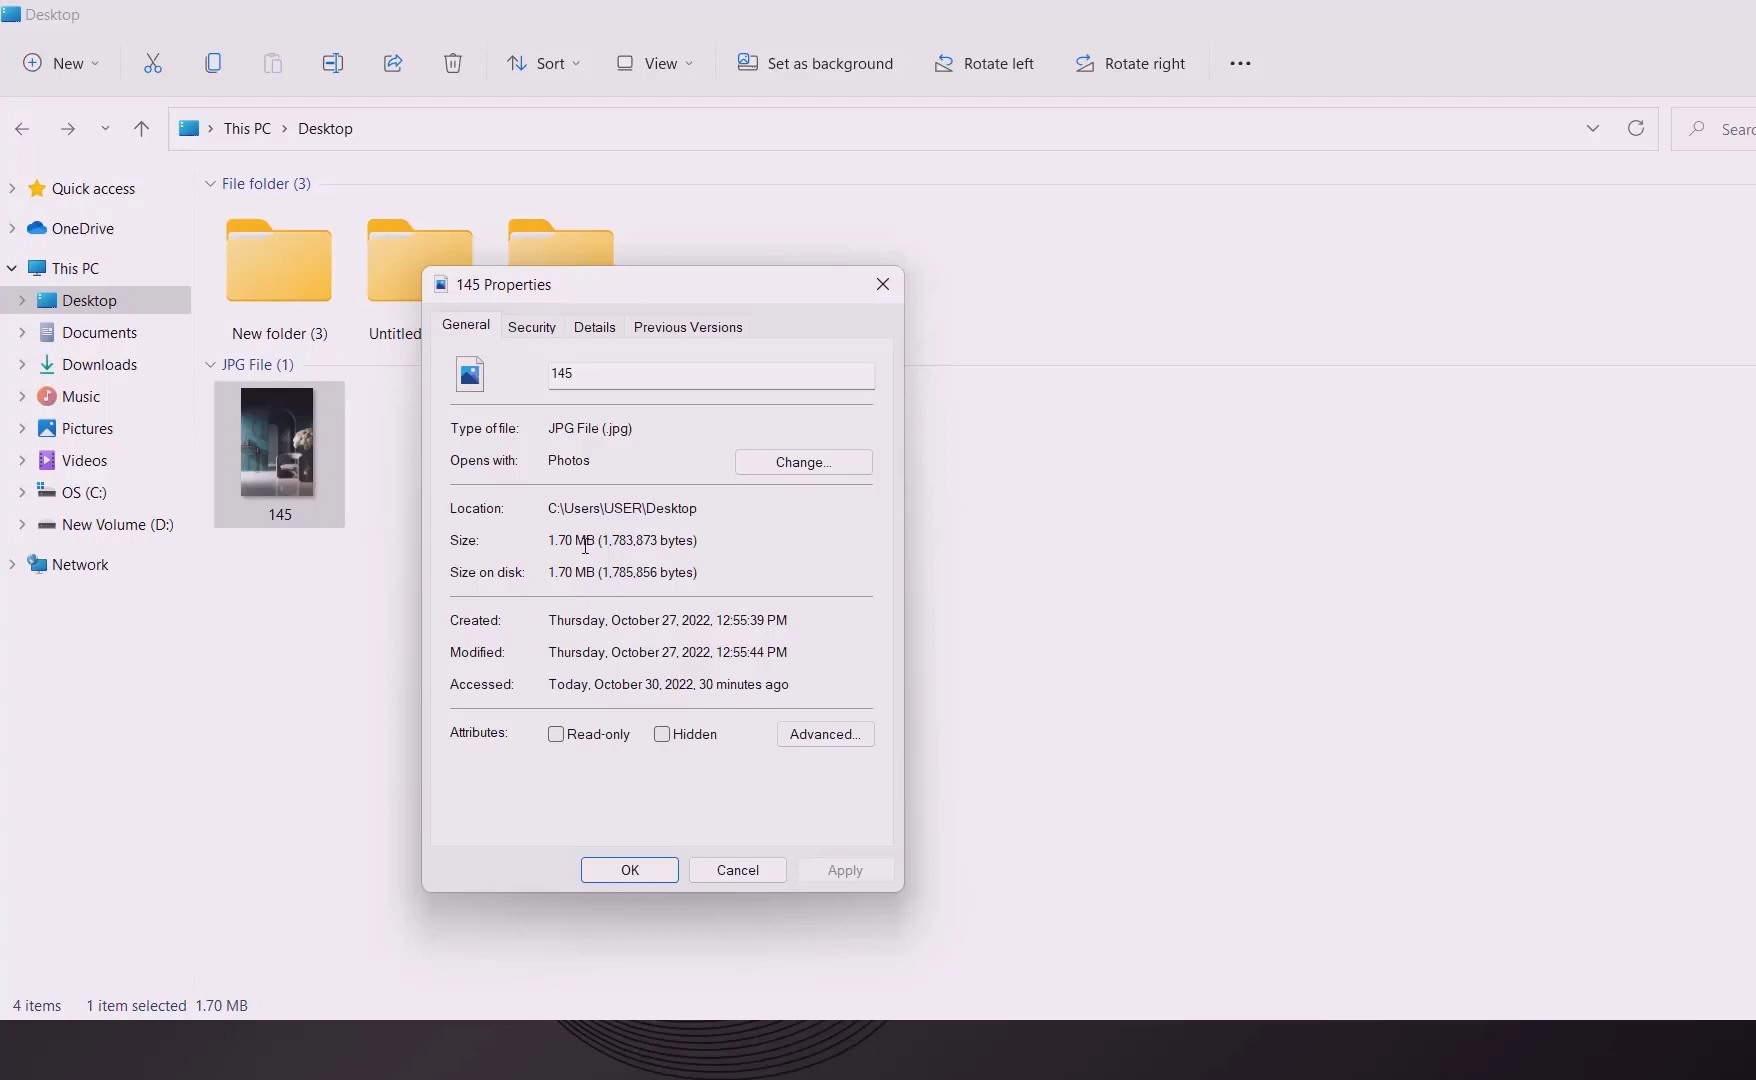 Desktop
New
Sort
View
Set as background
Rotate left
Rotate right
This PC
Desktop
Quick access
OneDrive
This PC
Desktop
Documents
Downloads
Music
Pictures
Videos
OS (C:)
New Volume (D:)
Network
File folder (3)
New folder (3)
Untitled
JPG File (1)
145
145 Properties
General Security Details Previous Versions
145
Type of file: JPG File (.jpg)
Opens with: Photos Change...
Location: C:\Users\USER\Desktop
Size: 1.70 MB (1,783,873 bytes)
Size on disk: 1.70 MB (1,785,856 bytes)
Created: Thursday, October 27, 2022, 12:55:39 PM
Modified: Thursday, October 27, 2022, 12:55:44 PM
Accessed: Today, October 30, 2022, 30 minutes ago
Attributes: Read-only Hidden Advanced...
OK Cancel Apply
4 items 1 item selected 1.70 MB